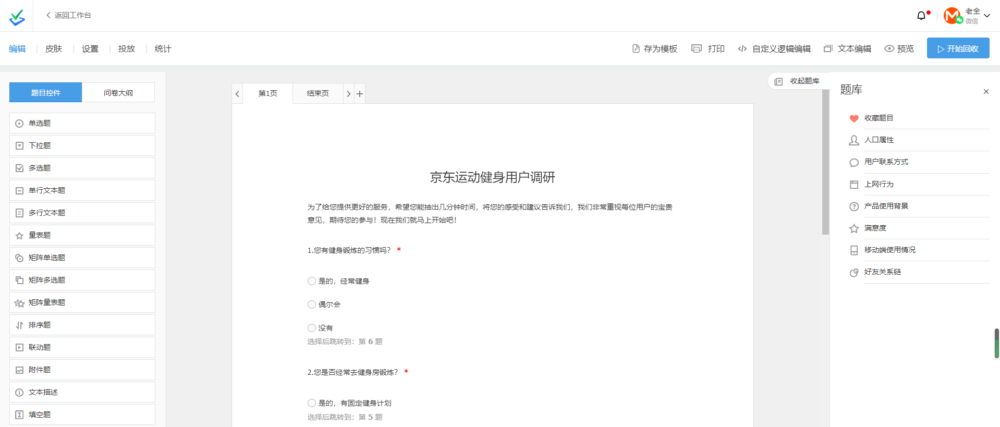 返回工作台
老全
微信
编辑
皮肤
设置
投放
统计
存为模板
打印
自定义逻辑编辑
文本编辑
预览
开始回收
题目控件
问卷大纲
单选题
下拉题
多选题
单行文本题
多行文本题
量表题
矩阵单选题
矩阵多选题
矩阵量表题
排序题
联动题
附件题
文本描述
填空题
第1页
结束页
京东运动健身用户调研
为了给您提供更好的服务，希望您能抽出几分钟时间，将您的感受和建议告诉我们，我们非常重视每位用户的宝贵
意见，期待您的参与！现在我们就马上开始吧！
1.您有健身锻炼的习惯吗？ *
是的，经常健身
偶尔会
没有
选择后跳转到：第 6 题
2.您是否经常去健身房锻炼？ *
是的，有固定健身计划
选择后跳转到：第 5 题
收起题库
题库
收藏题目
人口属性
用户联系方式
上网行为
产品使用背景
满意度
移动端使用情况
好友关系链